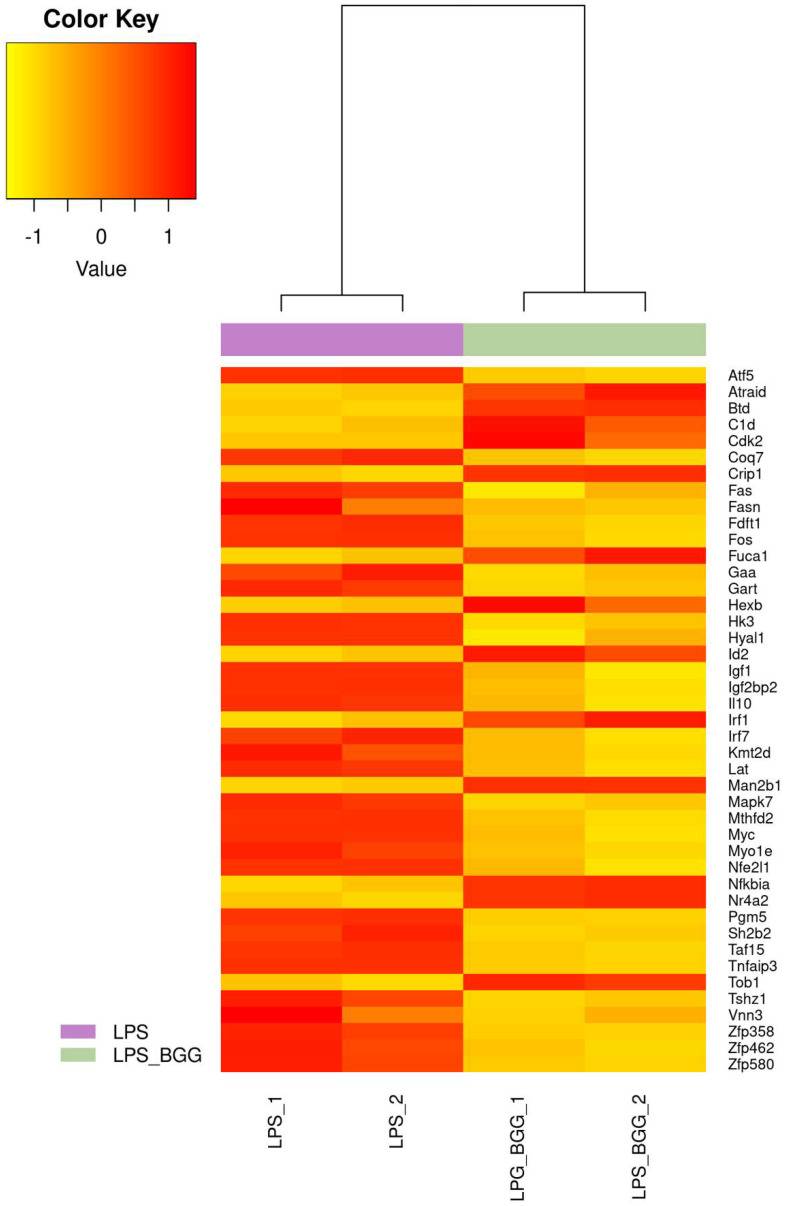 Color Key
-1 0 1
Value
Atf5
Atraid
Btd
C1d
Cdk2
Coq7
Crip1
Fas
Fasn
Fdft1
Fos
Fuca1
Gaa
Gart
Hexb
Hk3
Hyal1
Id2
Igf1
Igf2bp2
Il10
Irf1
Irf7
Kmt2d
Lat
Man2b1
Mapk7
Mthfd2
Myc
Myo1e
Nfe2l1
Nfkbia
Nr4a2
Pgm5
Sh2b2
Taf15
Tnfaip3
Tob1
Tshz1
Vnn3
Zfp358
Zfp462
Zfp580
LPS
LPS_BGG
LPS_1
LPS_2
LPG_BGG_1
LPS_BGG_2